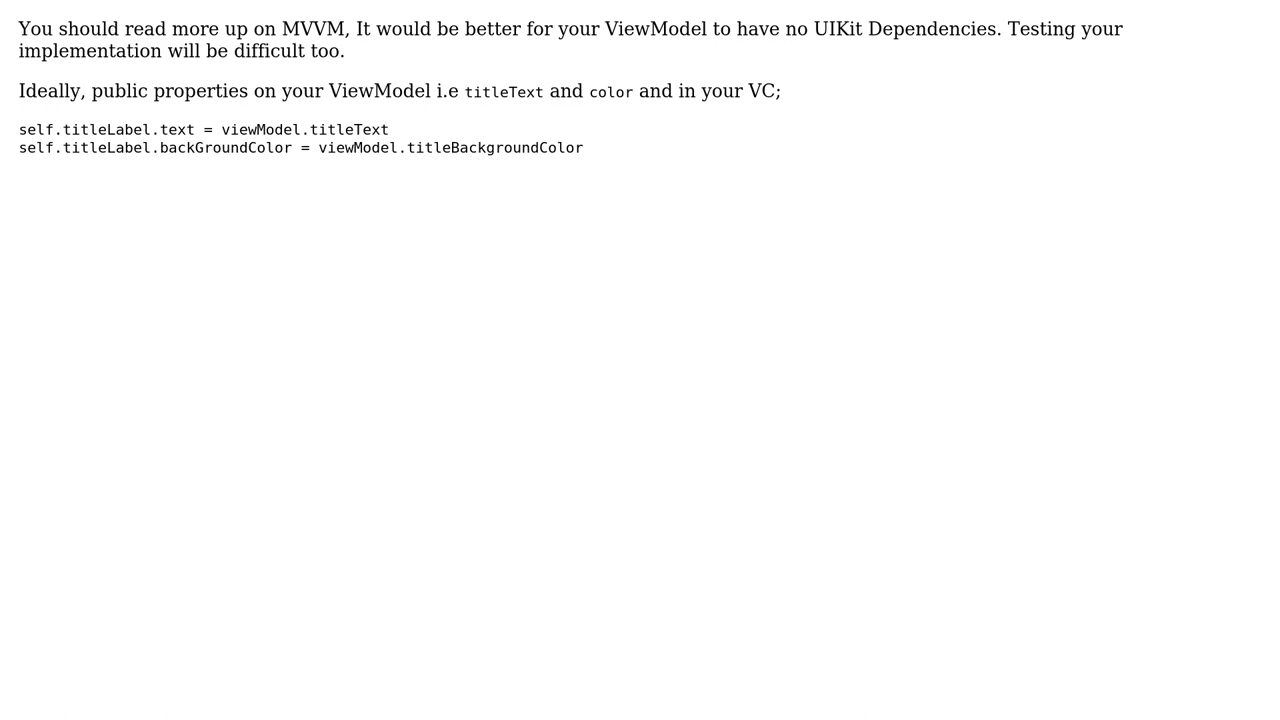 You should read more up on MVVM, It would be better for your ViewModel to have no UIKit Dependencies. Testing your
implementation will be difficult too.
Ideally, public properties on your ViewModel i.e titleText and color and in your VC;
self.titleLabel.text = viewModel.titleText
self.titleLabel.backGroundColor = viewModel.titleBackgroundColor